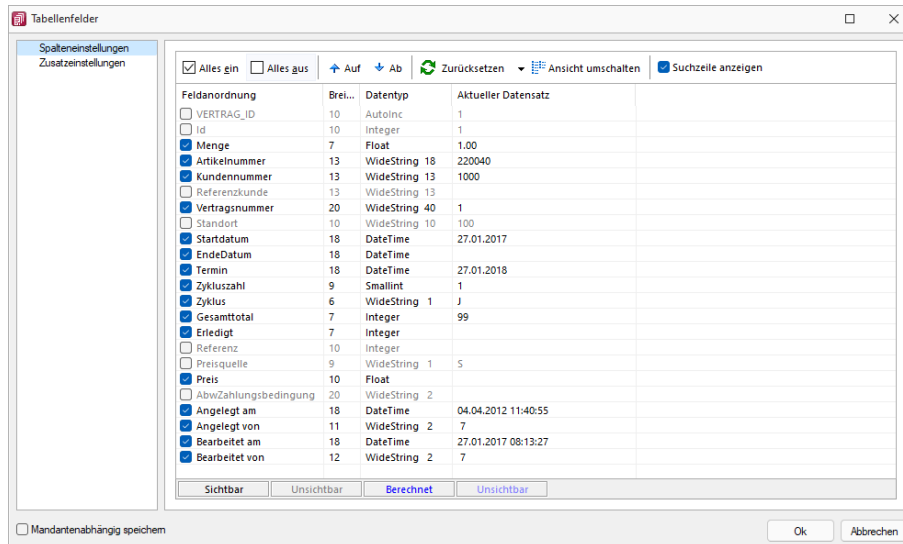 Tabellenfelder
Spalteneinstellungen
Zusatzeinstellungen
Alles ein Alles aus Auf Ab Zurücksetzen Ansicht umschalten Suchzeile anzeigen
Feldanordnung Brei... Datentyp Aktueller Datensatz
VERTRAG_ID 10 AutoInc 1
Id 10 Integer 1
Menge 7 Float 1.00
Artikelnummer 13 WideString 18 220040
Kundennummer 13 WideString 13 1000
Referenzkunde 13 WideString 13
Vertragsnummer 20 WideString 40 1
Standort 10 WideString 10 100
Startdatum 18 DateTime 27.01.2017
EndeDatum 18 DateTime
Termin 18 DateTime 27.01.2018
Zykluszahl 9 Smallint 1
Zyklus 6 WideString 1 J
Gesamttotal 7 Integer 99
Erledigt 7 Integer
Referenz 10 Integer
Preisquelle 9 WideString 1 S
Preis 10 Float
AbwZahlungsbedingung 20 WideString 2
Angelegt am 18 DateTime 04.04.2012 11:40:55
Angelegt von 11 WideString 2 7
Bearbeitet am 18 DateTime 27.01.2017 08:13:27
Bearbeitet von 12 WideString 2 7
Sichtbar Unsichtbar Berechnet Unsichtbar
Mandantenabhängig speichern Ok Abbrechen